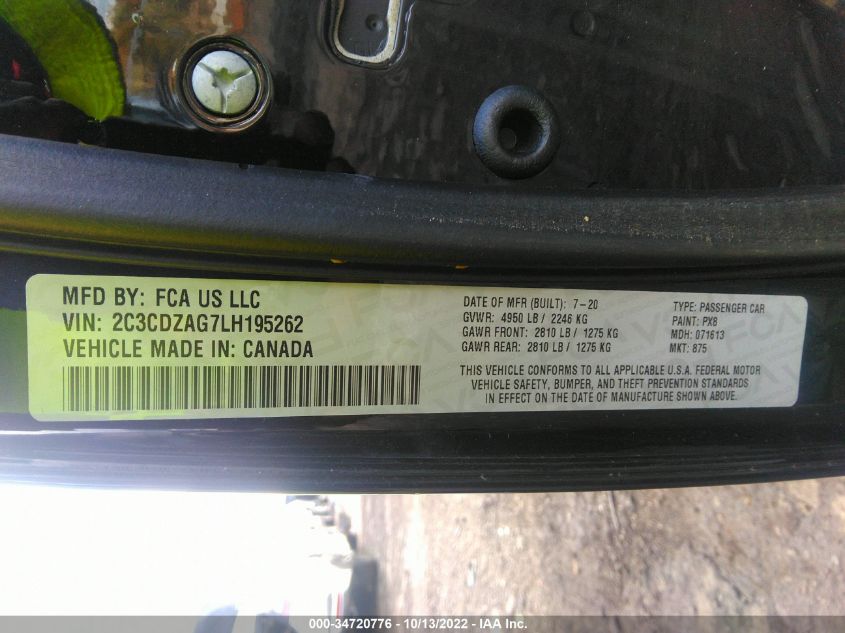 MFD BY: FCA US LLC
VIN: 2C3CDZAG7LH195262
VEHICLE MADE IN: CANADA
DATE OF MFR (BUILT): 7-20
GVWR: 4950 LB / 2246 KG
GAWR FRONT: 2810 LB / 1275 KG
GAWR REAR: 2810 LB / 1275 KG
TYPE: PASSENGER CAR
PAINT: PX8
MDH: 071613
MKT: 875
THIS VEHICLE CONFORMS TO ALL APPLICABLE U.S.A. FEDERAL MOTOR
VEHICLE SAFETY, BUMPER, AND THEFT PREVENTION STANDARDS
IN EFFECT ON THE DATE OF MANUFACTURE SHOWN ABOVE.
000-34720776 - 10/13/2022 - IAA Inc.